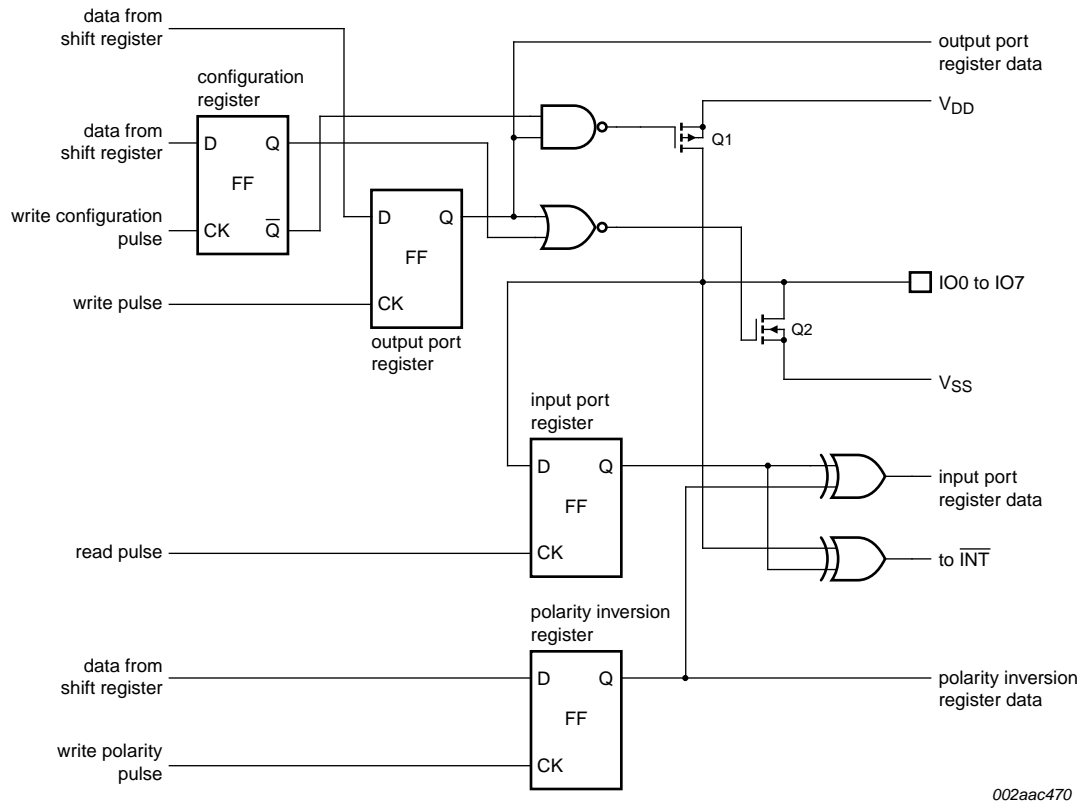 data from
shift register
output port
register data
configuration
register
V_DD
data from
shift register
D
Q
Q1
FF
write configuration
pulse
CK
Q̅
D
Q
FF
IO0 to IO7
write pulse
CK
Q2
output port
register
V_SS
input port
register
D
Q
input port
register data
FF
read pulse
CK
to I̅N̅T̅
polarity inversion
register
data from
shift register
D
Q
polarity inversion
register data
FF
write polarity
pulse
CK
002aac470